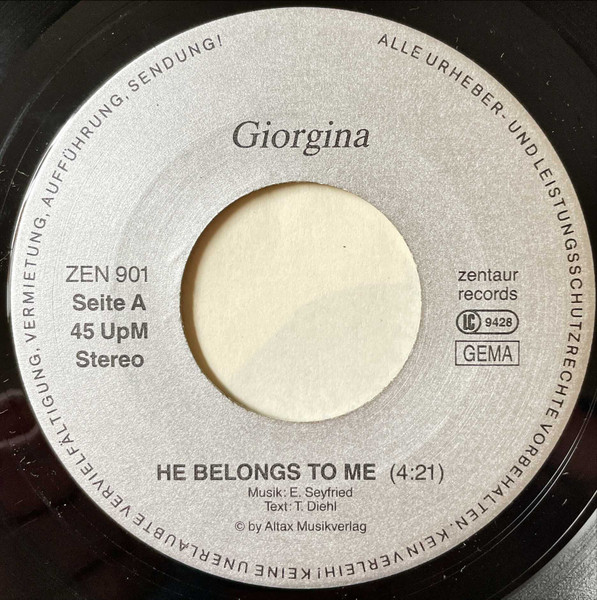 ALLE URHEBER- UND LEISTUNGSSCHUTZRECHTE VORBEHALTEN. KEIN VERLEIH! KEINE UNERLAUBTE VERVIELFÄLTIGUNG, VERMIETUNG, AUFFÜHRUNG, SENDUNG!
Giorgina
ZEN 901
Seite A
45 UpM
Stereo
zentaur
records
LC 9428
GEMA
HE BELONGS TO ME (4:21)
Musik: E. Seyfried
Text: T. Diehl
© by Altax Musikverlag